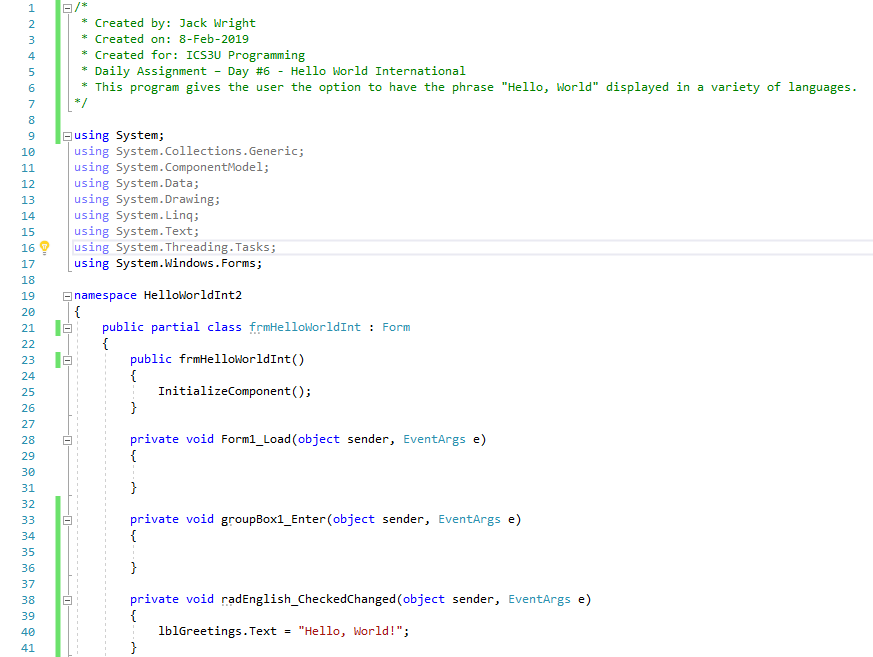 1 /*
2 * Created by: Jack Wright
3 * Created on: 8-Feb-2019
4 * Created for: ICS3U Programming
5 * Daily Assignment – Day #6 - Hello World International
6 * This program gives the user the option to have the phrase "Hello, World" displayed in a variety of languages.
7 */
8
9 using System;
10 using System.Collections.Generic;
11 using System.ComponentModel;
12 using System.Data;
13 using System.Drawing;
14 using System.Linq;
15 using System.Text;
16 using System.Threading.Tasks;
17 using System.Windows.Forms;
18
19 namespace HelloWorldInt2
20 {
21 public partial class frmHelloWorldInt : Form
22 {
23 public frmHelloWorldInt()
24 {
25 InitializeComponent();
26 }
27
28 private void Form1_Load(object sender, EventArgs e)
29 {
30
31 }
32
33 private void groupBox1_Enter(object sender, EventArgs e)
34 {
35
36 }
37
38 private void radEnglish_CheckedChanged(object sender, EventArgs e)
39 {
40 lblGreetings.Text = "Hello, World!";
41 }